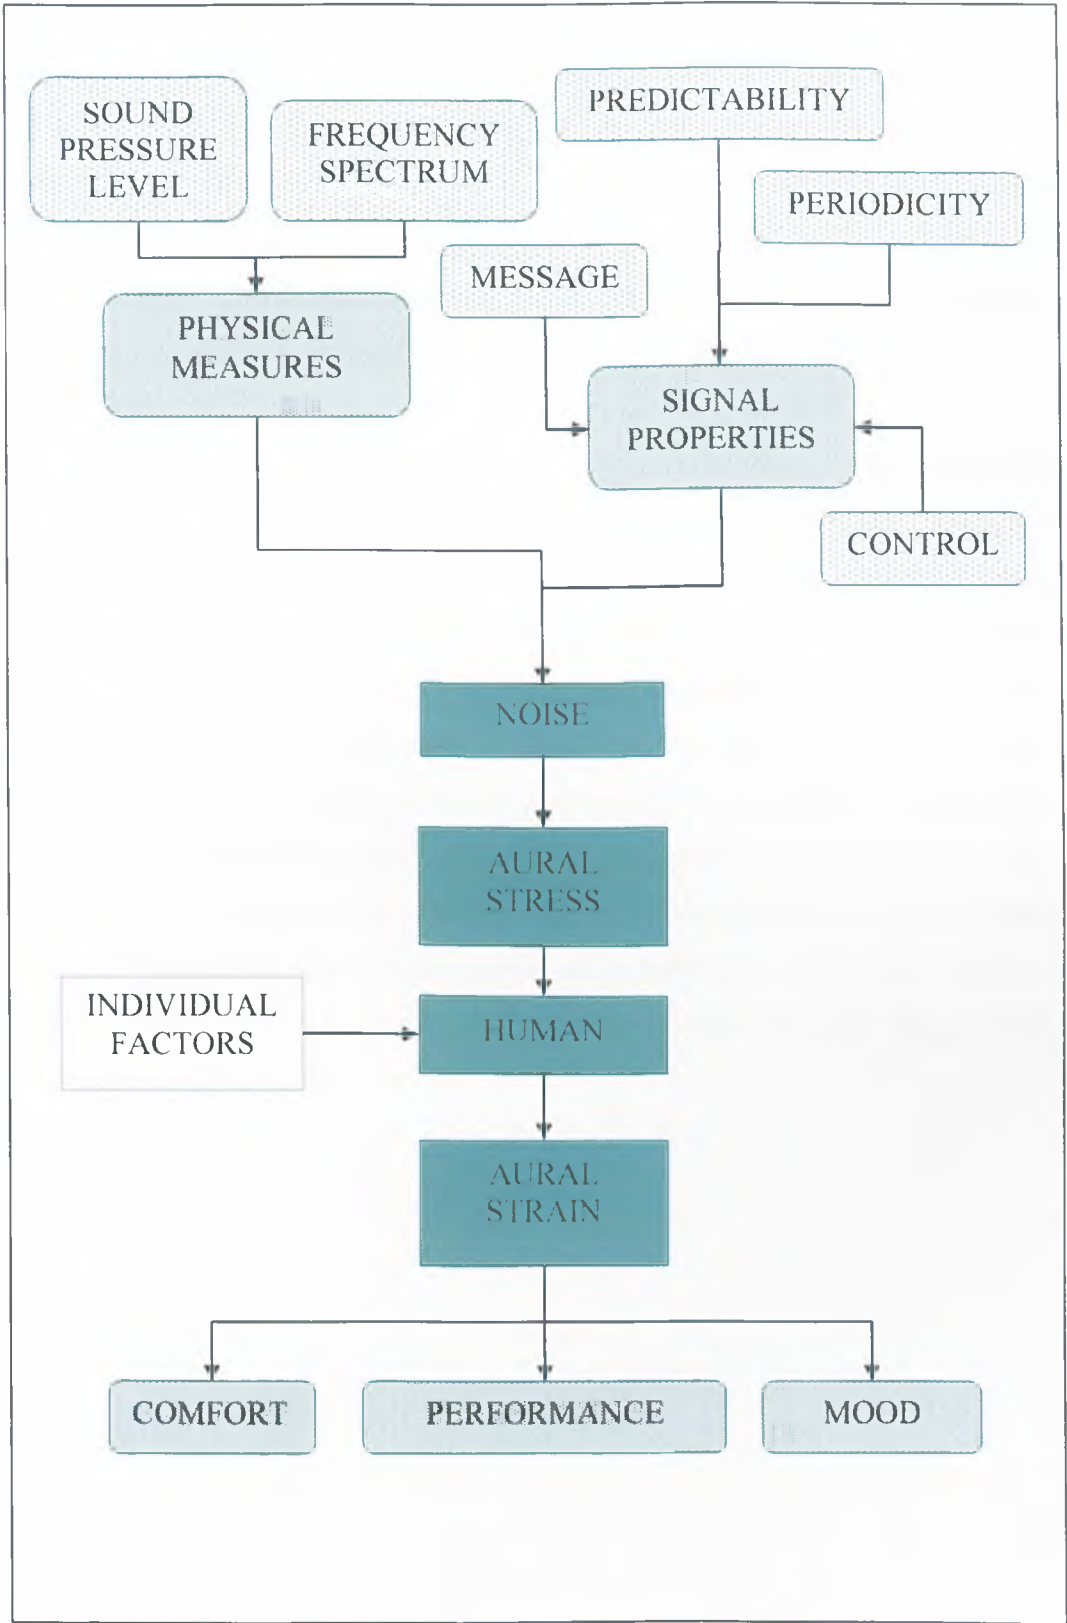 SOUND
PRESSURE
LEVEL
FREQUENCY
SPECTRUM
PREDICTABILITY
PERIODICITY
MESSAGE
PHYSICAL
MEASURES
SIGNAL
PROPERTIES
CONTROL
NOISE
AURAL
STRESS
INDIVIDUAL
FACTORS
HUMAN
AURAL
STRAIN
COMFORT
PERFORMANCE
MOOD